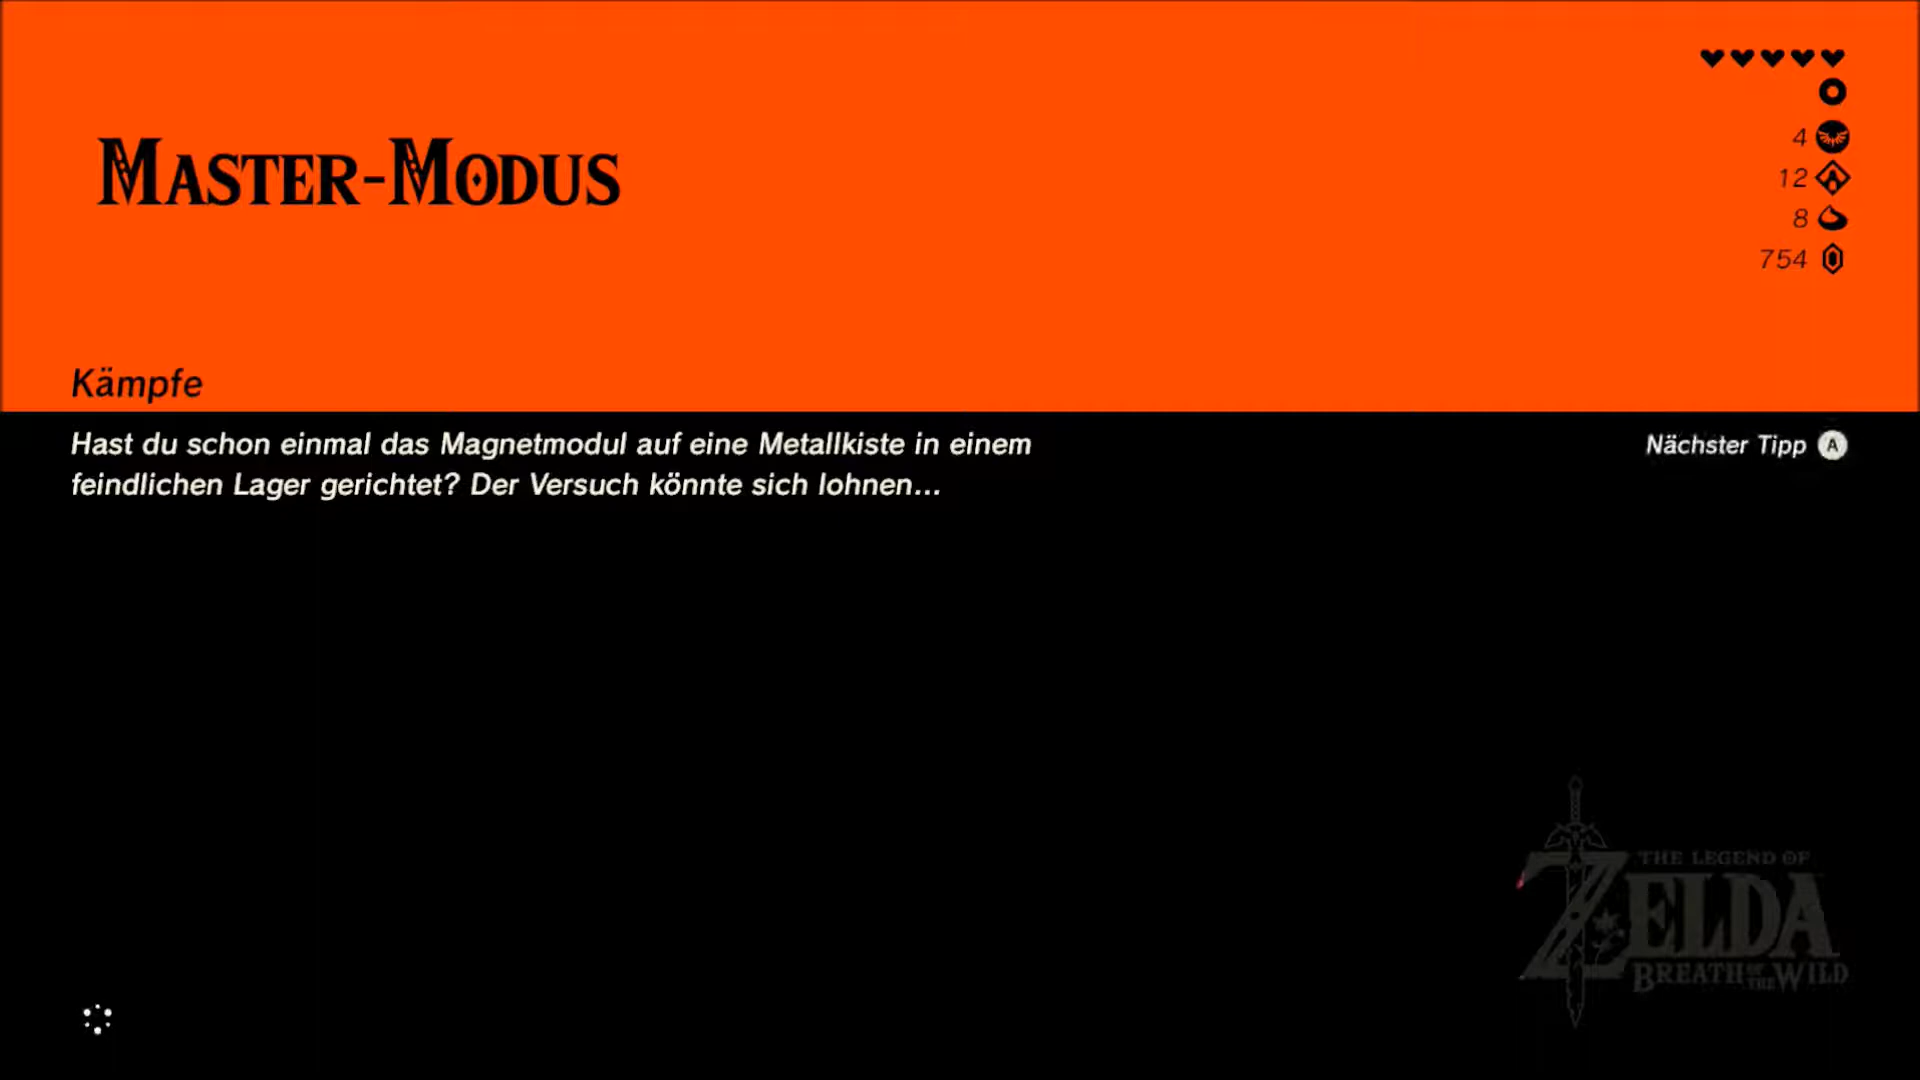 Master-Modus
4
12
8
754
Kämpfe
Hast du schon einmal das Magnetmodul auf eine Metallkiste in einem
feindlichen Lager gerichtet? Der Versuch könnte sich lohnen...
Nächster Tipp A
THE LEGEND OF
ZELDA
BREATH OF THE WILD